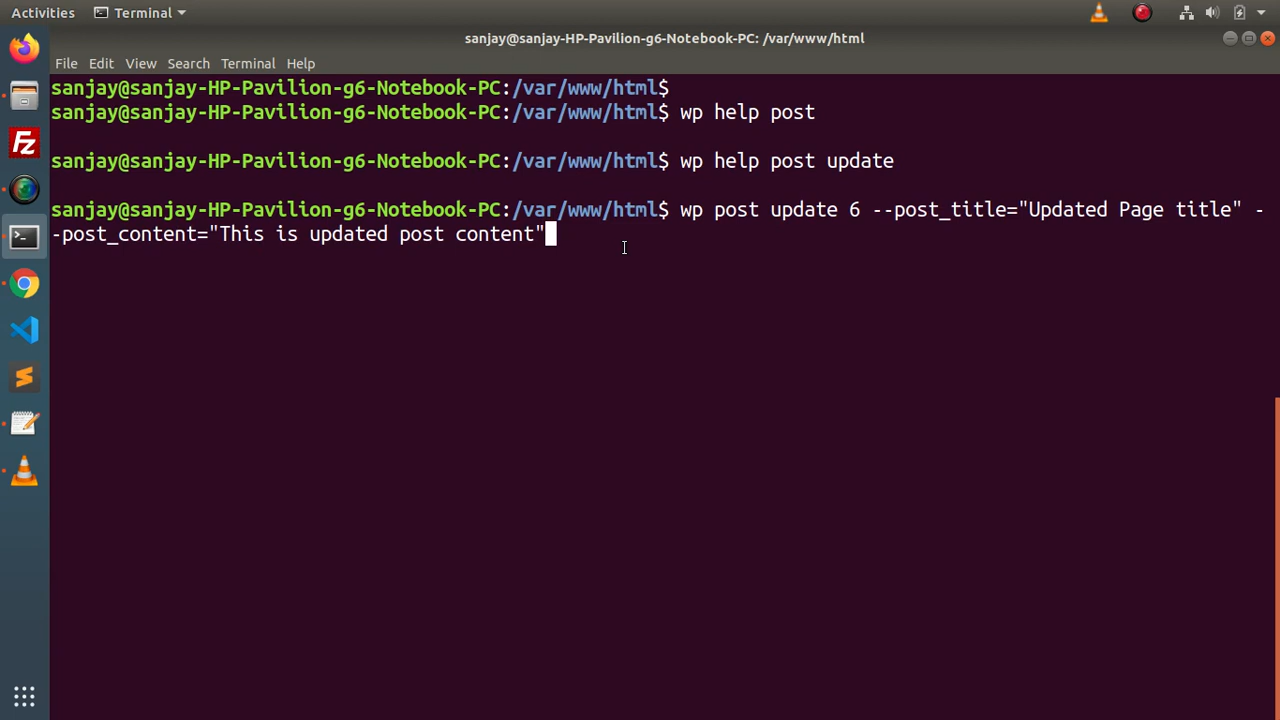 Activities Terminal
sanjay@sanjay-HP-Pavilion-g6-Notebook-PC: /var/www/html
File Edit View Search Terminal Help
sanjay@sanjay-HP-Pavilion-g6-Notebook-PC:/var/www/html$
sanjay@sanjay-HP-Pavilion-g6-Notebook-PC:/var/www/html$ wp help post
sanjay@sanjay-HP-Pavilion-g6-Notebook-PC:/var/www/html$ wp help post update
sanjay@sanjay-HP-Pavilion-g6-Notebook-PC:/var/www/html$ wp post update 6 --post_title="Updated Page title" -
-post_content="This is updated post content"
Fz